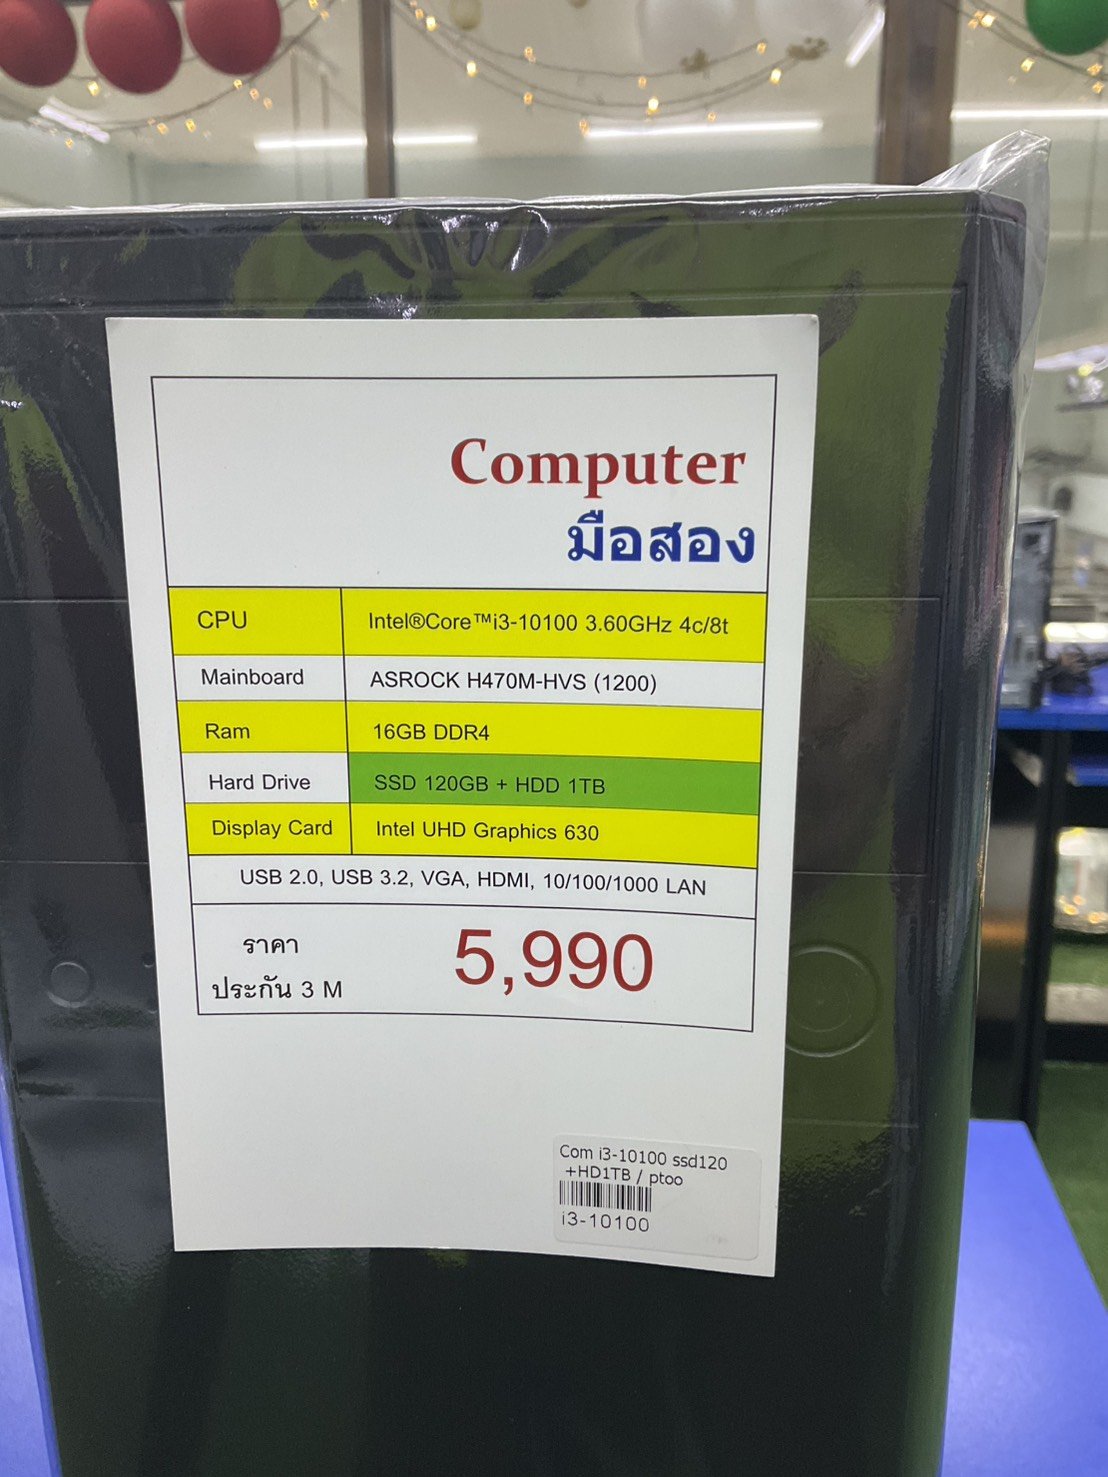 Computer
มือสอง
CPU Intel®Core™i3-10100 3.60GHz 4c/8t
Mainboard ASROCK H470M-HVS (1200)
Ram 16GB DDR4
Hard Drive SSD 120GB + HDD 1TB
Display Card Intel UHD Graphics 630
USB 2.0, USB 3.2, VGA, HDMI, 10/100/1000 LAN
ราคา 5,990
ประกัน 3 M
Com i3-10100 ssd120
+HD1TB / ptoo
i3-10100